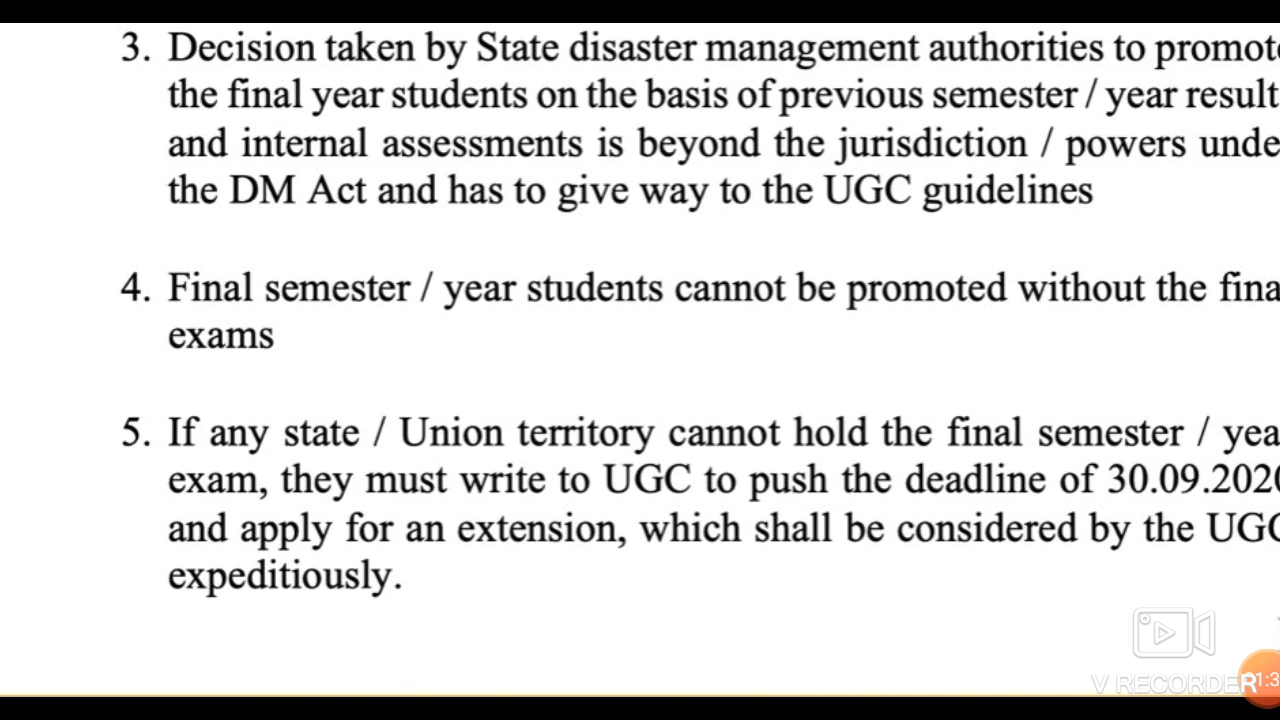 3. Decision taken by State disaster management authorities to promote
the final year students on the basis of previous semester / year result
and internal assessments is beyond the jurisdiction / powers unde
the DM Act and has to give way to the UGC guidelines
4. Final semester / year students cannot be promoted without the fina
exams
5. If any state / Union territory cannot hold the final semester / yea
exam, they must write to UGC to push the deadline of 30.09.2020
and apply for an extension, which shall be considered by the UGC
expeditiously.
V RECORDER